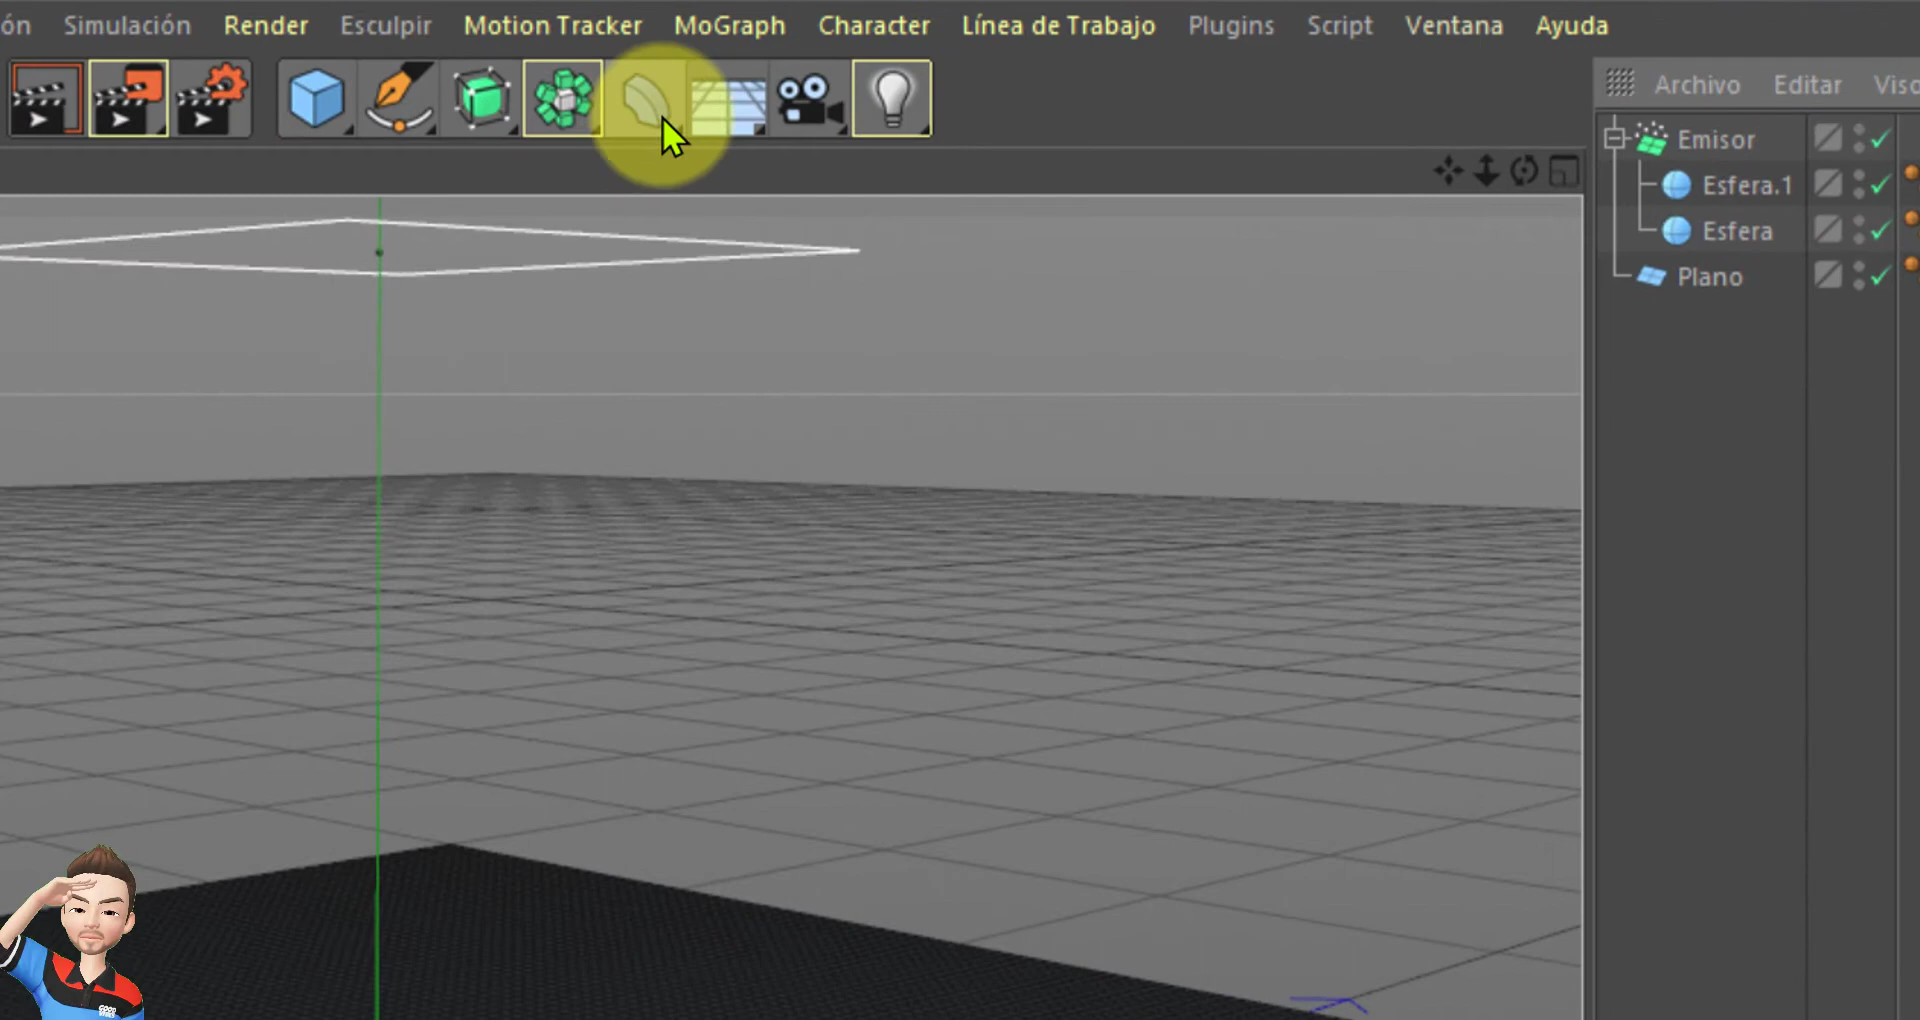 ón Simulación Render Esculpir Motion Tracker MoGraph Character Línea de Trabajo Plugins Script Ventana Ayuda
Archivo Editar Visc
Emisor
Esfera.1
Esfera
Plano